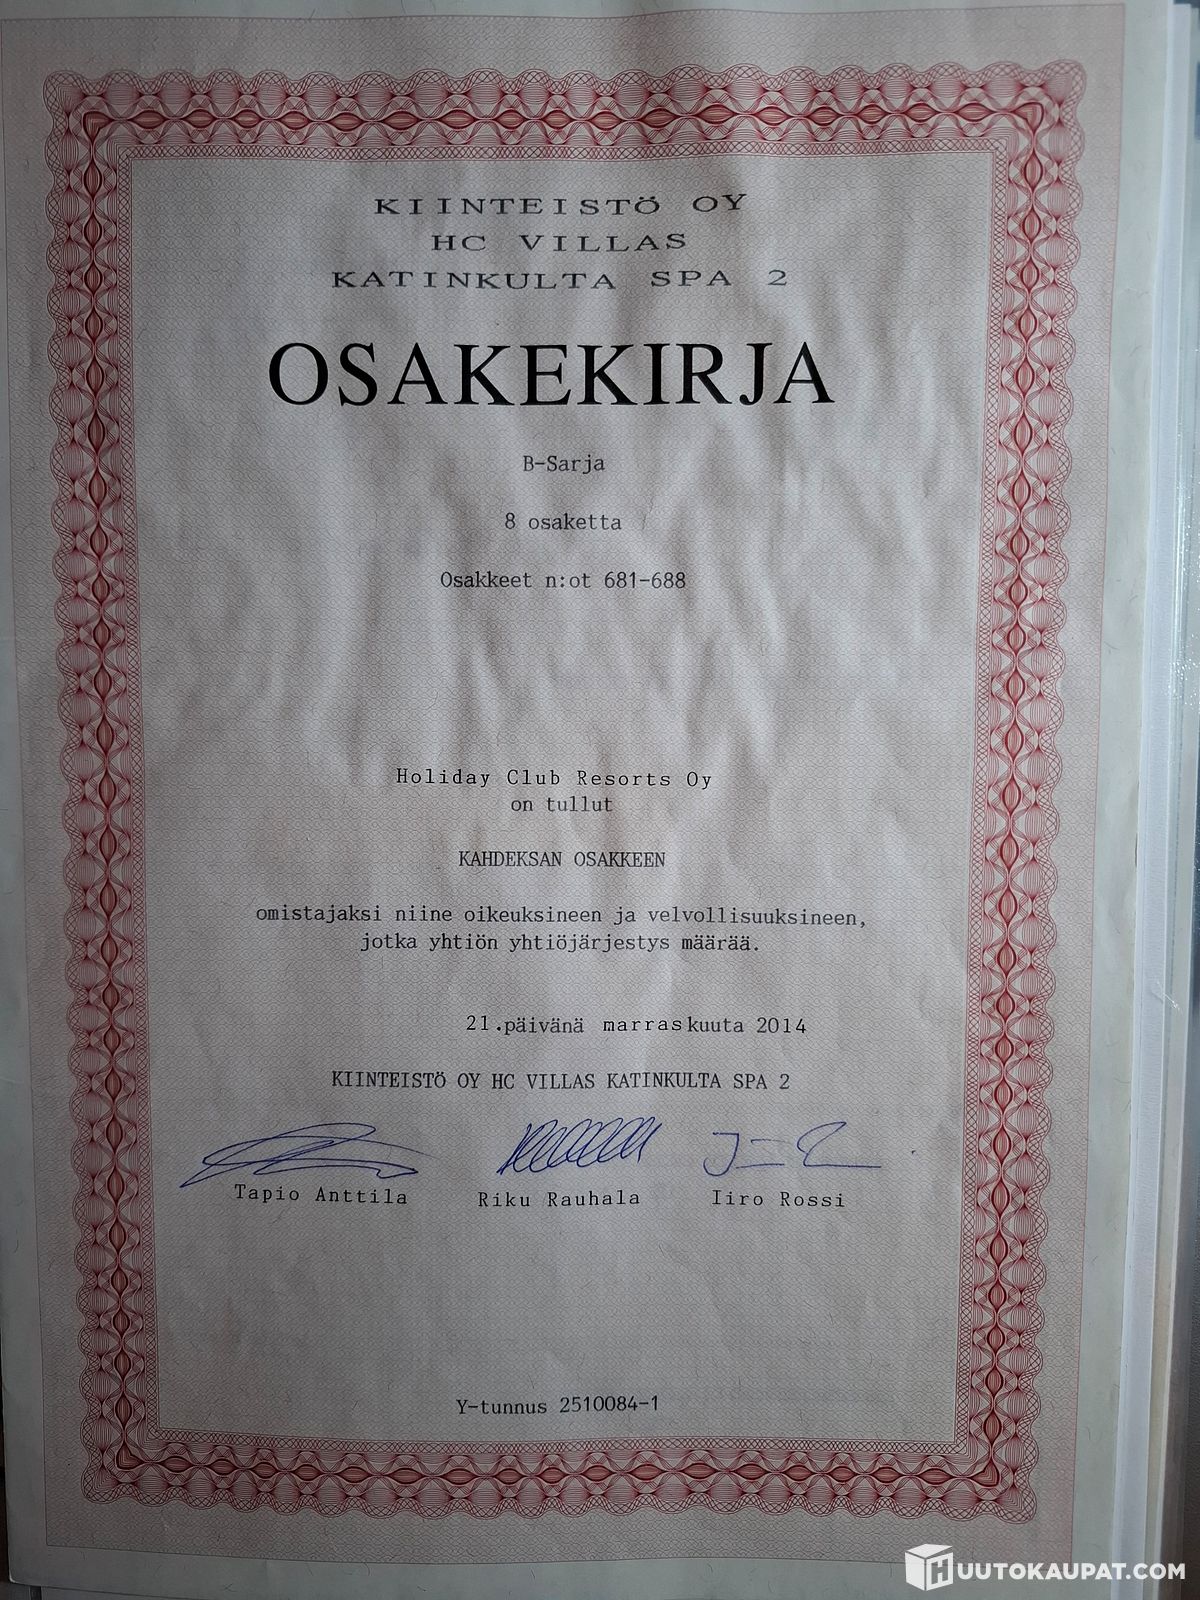 KIINTEISTÖ OY
HC VILLAS
KATINKULTA SPA 2
OSAKEKIRJA
B-Sarja
8 osaketta
Osakkeet n:ot 681-688
Holiday Club Resorts Oy
on tullut
KAHDEKSAN OSAKKEEN
omistajaksi niine oikeuksineen ja velvollisuuksineen,
jotka yhtiön yhtiöjärjestys määrää.
21.päivänä marraskuuta 2014
KIINTEISTÖ OY HC VILLAS KATINKULTA SPA 2
Tapio Anttila Riku Rauhala Iiro Rossi
Y-tunnus 2510084-1
HUUTOKAUPAT.COM